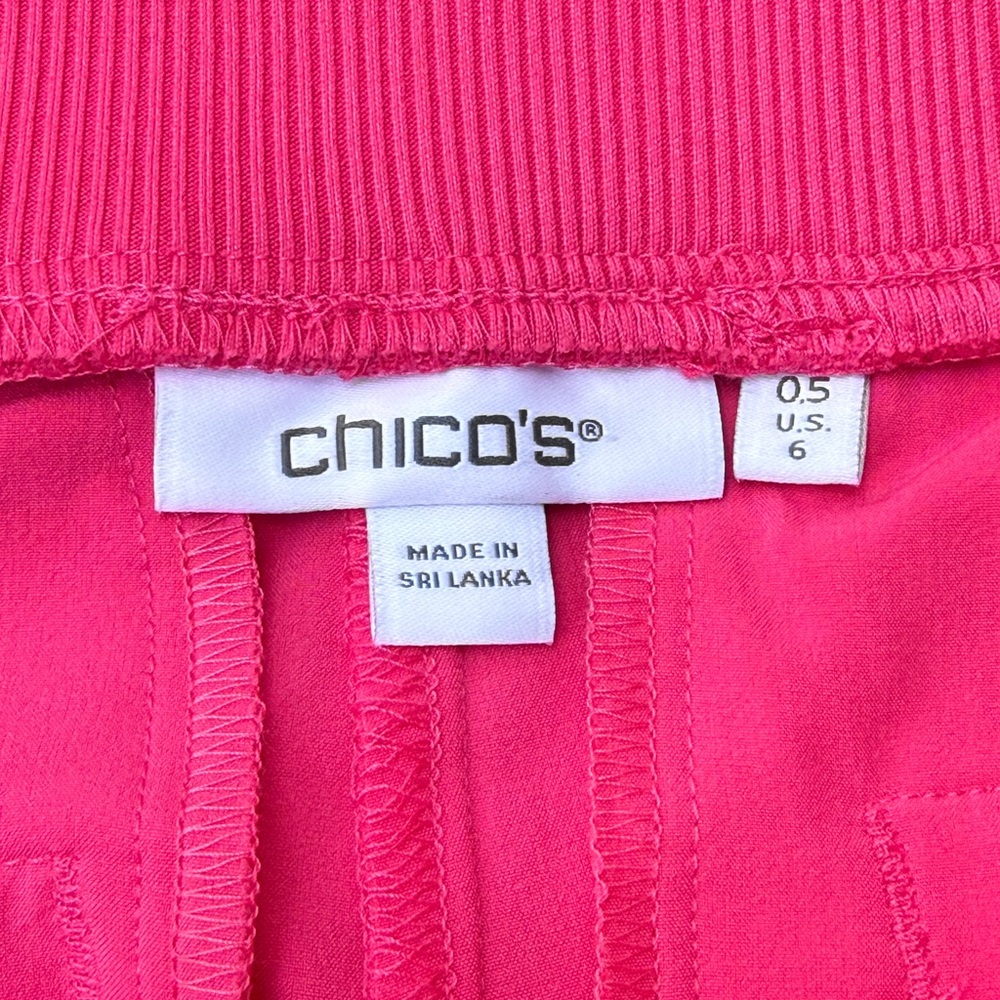 chico's®
0.5
U.S.
6
MADE IN
SRI LANKA